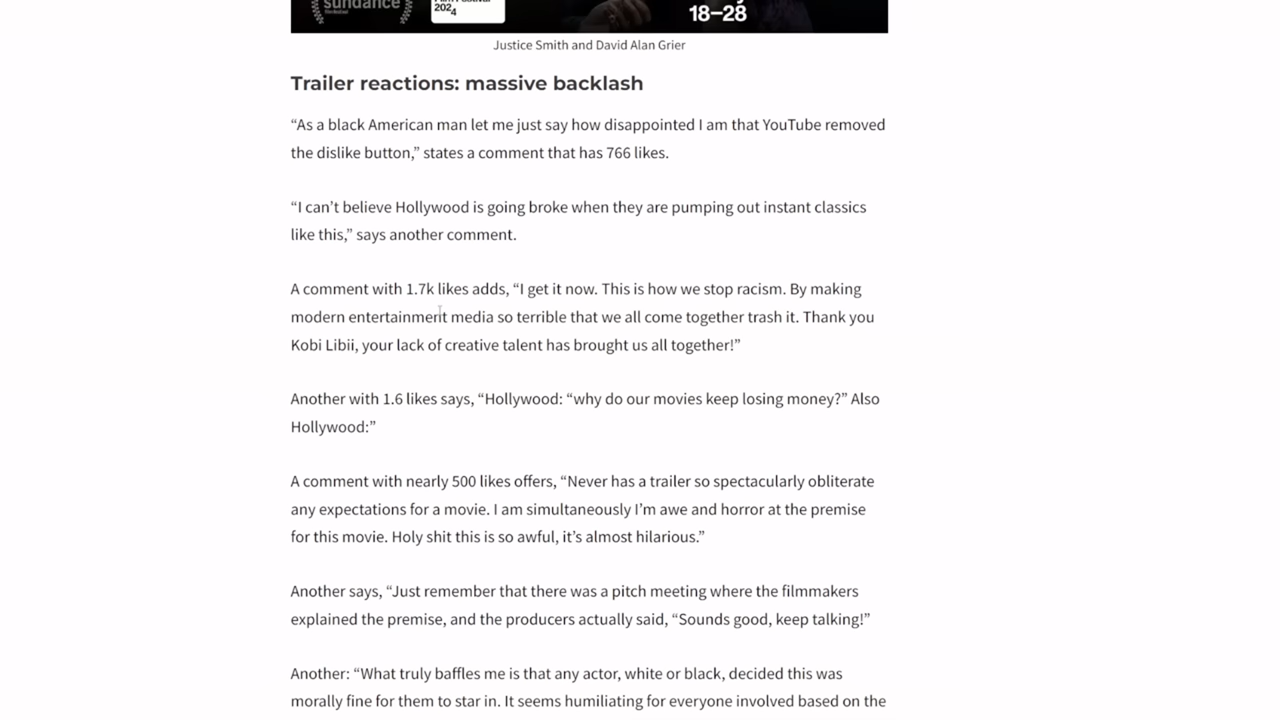 sundance
2024
18–28
Justice Smith and David Alan Grier
Trailer reactions: massive backlash
“As a black American man let me just say how disappointed I am that YouTube removed
the dislike button,” states a comment that has 766 likes.
“I can’t believe Hollywood is going broke when they are pumping out instant classics
like this,” says another comment.
A comment with 1.7k likes adds, “I get it now. This is how we stop racism. By making
modern entertainment media so terrible that we all come together trash it. Thank you
Kobi Libii, your lack of creative talent has brought us all together!”
Another with 1.6 likes says, “Hollywood: “why do our movies keep losing money?” Also
Hollywood:”
A comment with nearly 500 likes offers, “Never has a trailer so spectacularly obliterate
any expectations for a movie. I am simultaneously I’m awe and horror at the premise
for this movie. Holy shit this is so awful, it’s almost hilarious.”
Another says, “Just remember that there was a pitch meeting where the filmmakers
explained the premise, and the producers actually said, “Sounds good, keep talking!”
Another: “What truly baffles me is that any actor, white or black, decided this was
morally fine for them to star in. It seems humiliating for everyone involved based on the